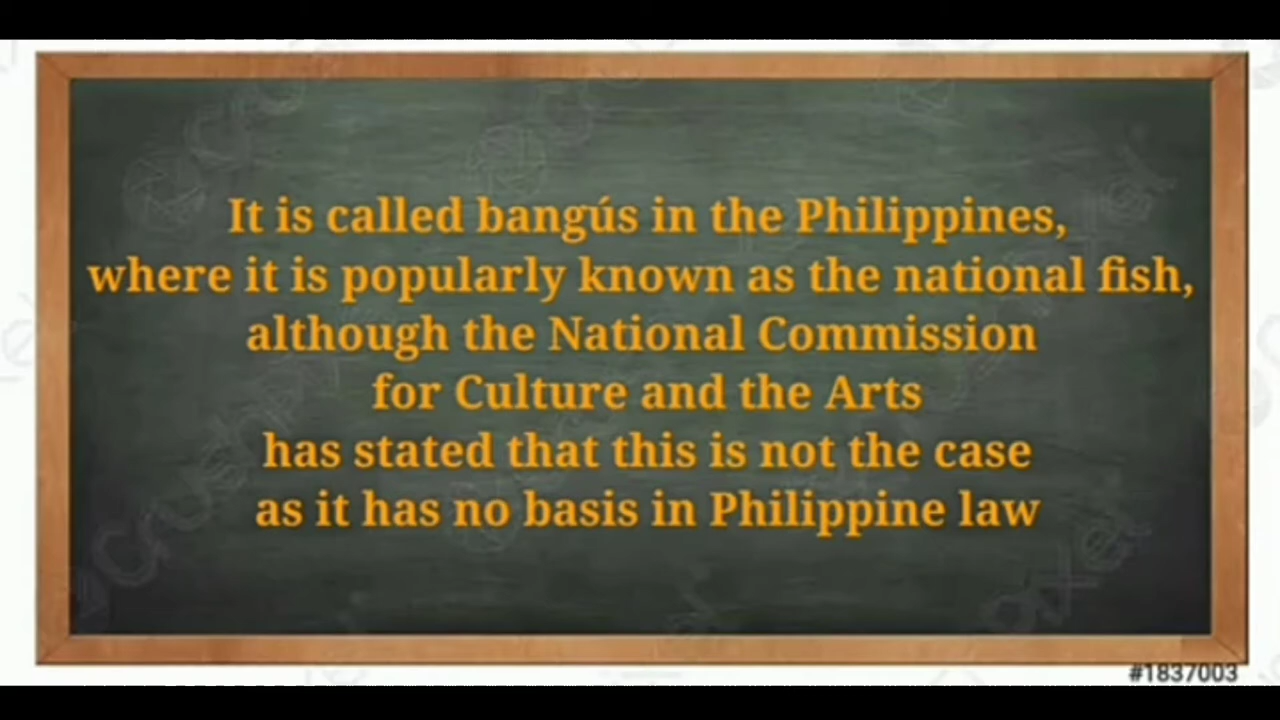 It is called bangús in the Philippines,
where it is popularly known as the national fish,
although the National Commission
for Culture and the Arts
has stated that this is not the case
as it has no basis in Philippine law
#1837003